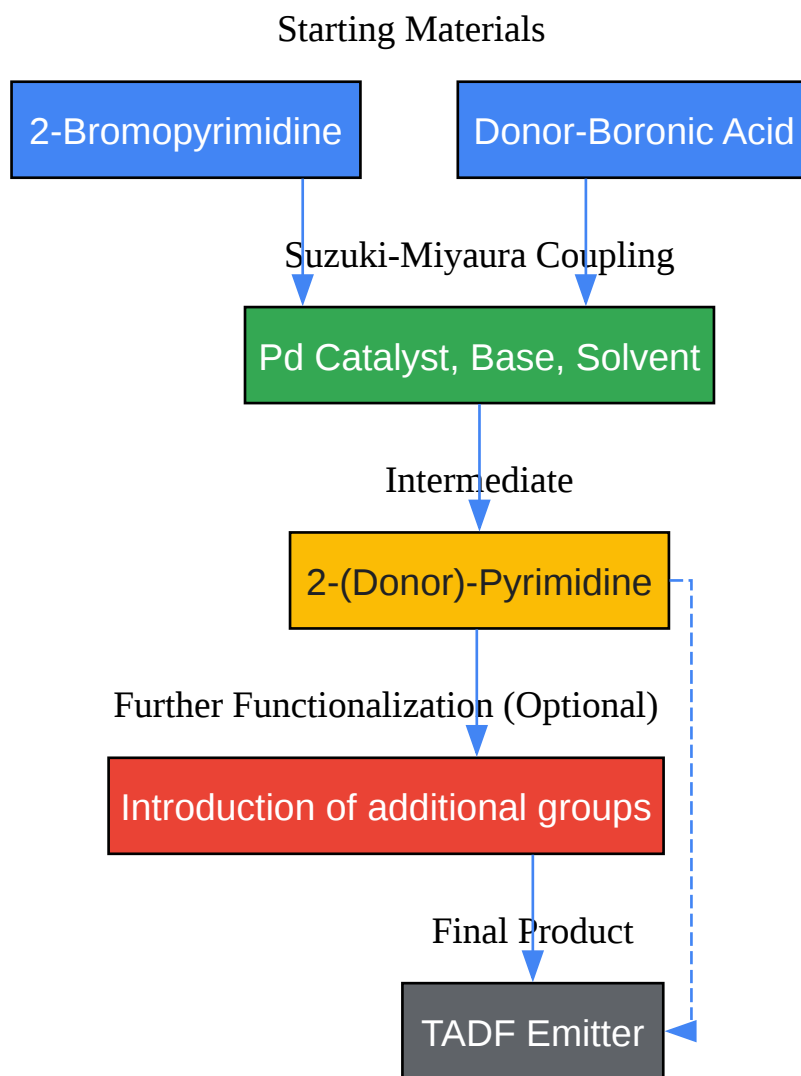 Starting Materials
2-Bromopyrimidine
Donor-Boronic Acid
Suzuki-Miyaura Coupling
Pd Catalyst, Base, Solvent
Intermediate
2-(Donor)-Pyrimidine
Further Functionalization (Optional)
Introduction of additional groups
Final Product
TADF Emitter